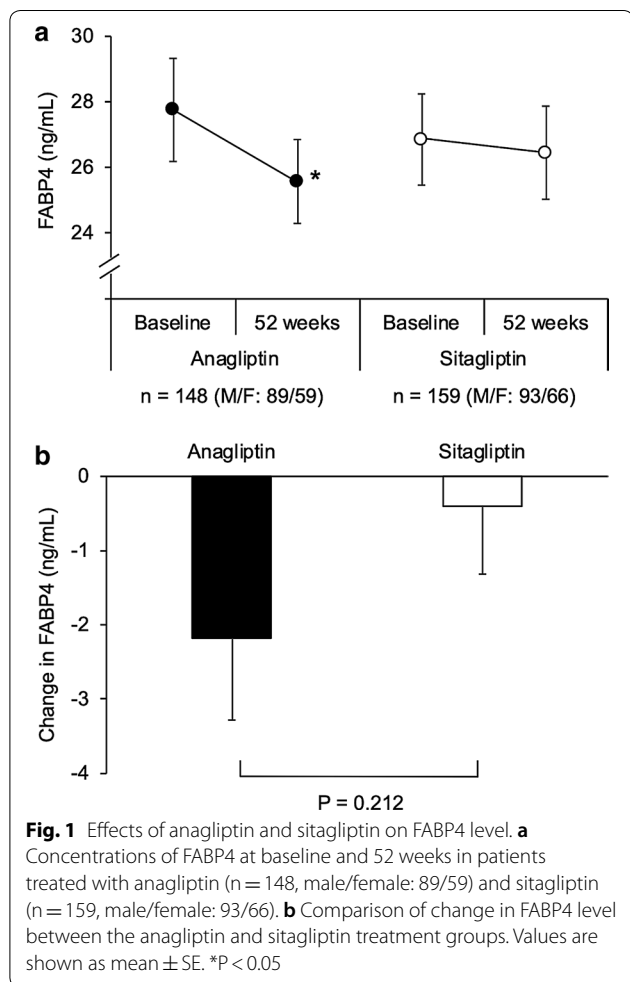 a
30
28
26
24
FABP4 (ng/mL)
*
Baseline 52 weeks Baseline 52 weeks
Anagliptin Sitagliptin
n = 148 (M/F: 89/59) n = 159 (M/F: 93/66)
b
Anagliptin Sitagliptin
0
-1
-2
-3
-4
Change in FABP4 (ng/mL)
P = 0.212
Fig. 1 Effects of anagliptin and sitagliptin on FABP4 level. a
Concentrations of FABP4 at baseline and 52 weeks in patients
treated with anagliptin (n = 148, male/female: 89/59) and sitagliptin
(n = 159, male/female: 93/66). b Comparison of change in FABP4 level
between the anagliptin and sitagliptin treatment groups. Values are
shown as mean ± SE. *P < 0.05